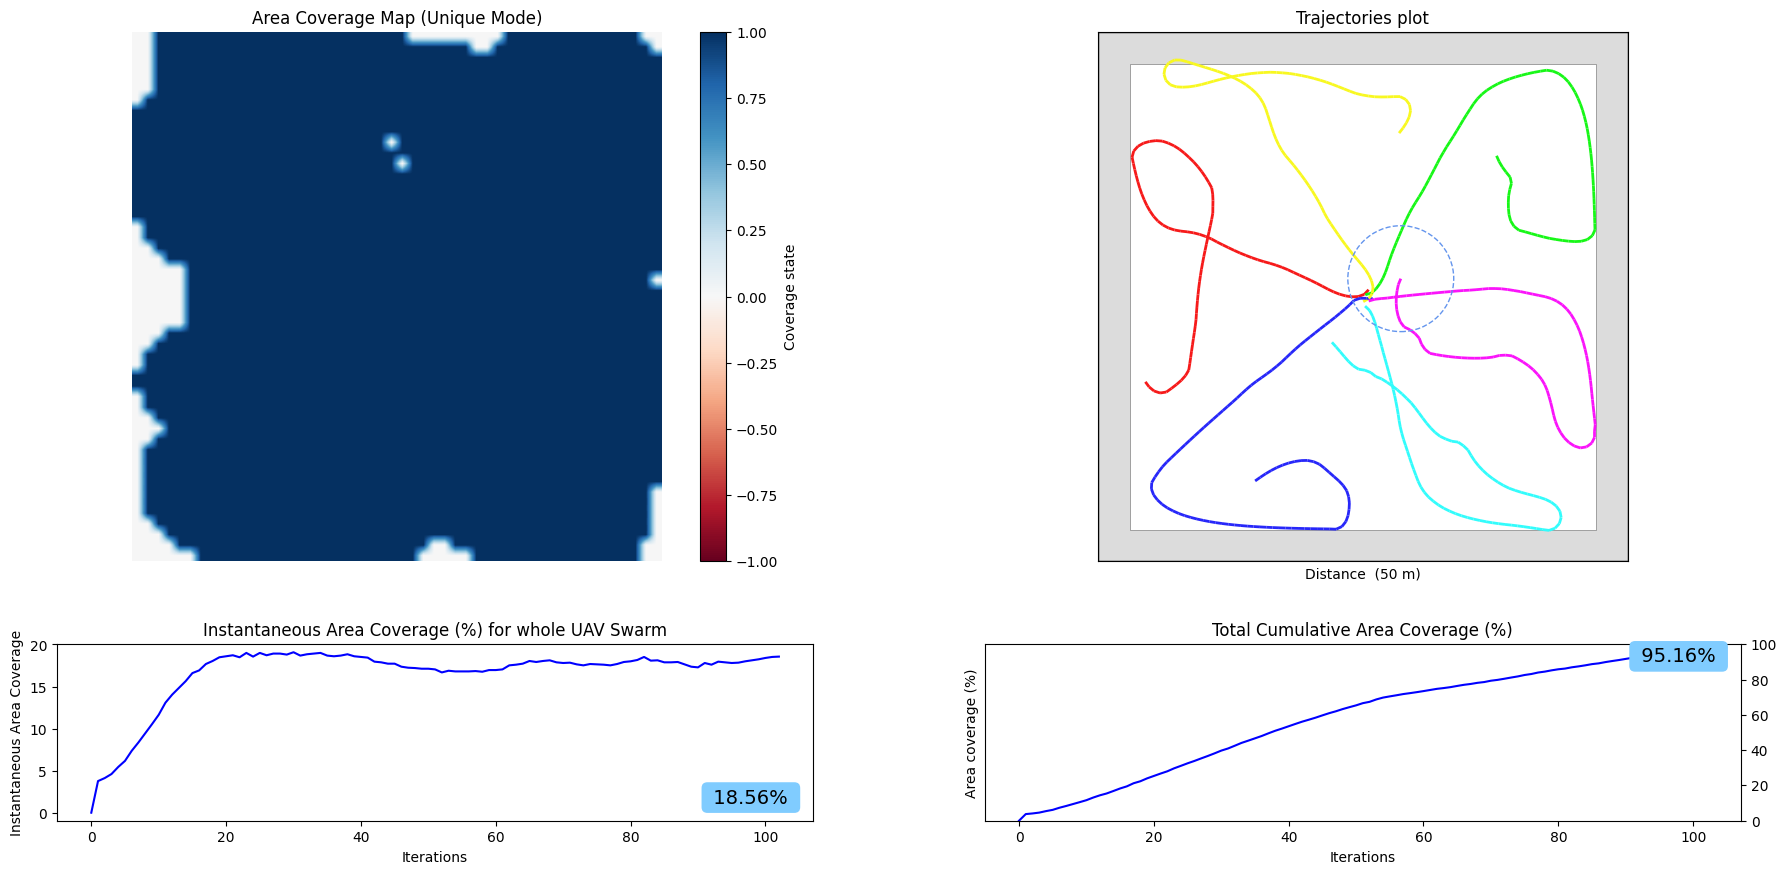 Area Coverage Map (Unique Mode)
1.00
0.75
0.50
0.25
0.00
−0.25
−0.50
−0.75
−1.00
Coverage state
Trajectories plot
Distance  (50 m)
Instantaneous Area Coverage (%) for whole UAV Swarm
Instantaneous Area Coverage
20
15
10
5
0
18.56%
0 20 40 60 80 100
Iterations
Total Cumulative Area Coverage (%)
Area coverage (%)
95.16%
100
80
60
40
20
0
0 20 40 60 80 100
Iterations